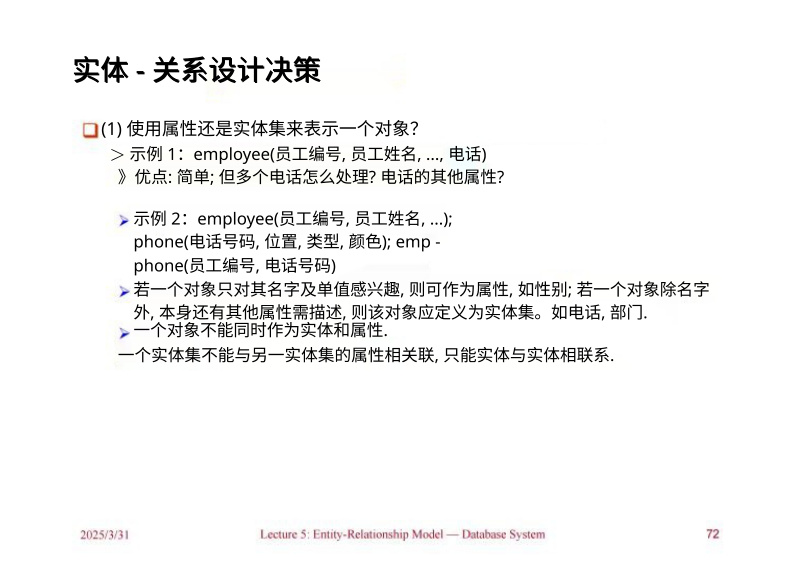 实体 - 关系设计决策
(1) 使用属性还是实体集来表示一个对象?
＞ 示例 1：employee(员工编号, 员工姓名, ..., 电话)
》优点: 简单; 但多个电话怎么处理? 电话的其他属性?
示例 2：employee(员工编号, 员工姓名, ...);
phone(电话号码, 位置, 类型, 颜色); emp -
phone(员工编号, 电话号码)
若一个对象只对其名字及单值感兴趣, 则可作为属性, 如性别; 若一个对象除名字
外, 本身还有其他属性需描述, 则该对象应定义为实体集。如电话, 部门.
一个对象不能同时作为实体和属性.
一个实体集不能与另一实体集的属性相关联, 只能实体与实体相联系.
2025/3/31 Lecture 5: Entity-Relationship Model — Database System 72